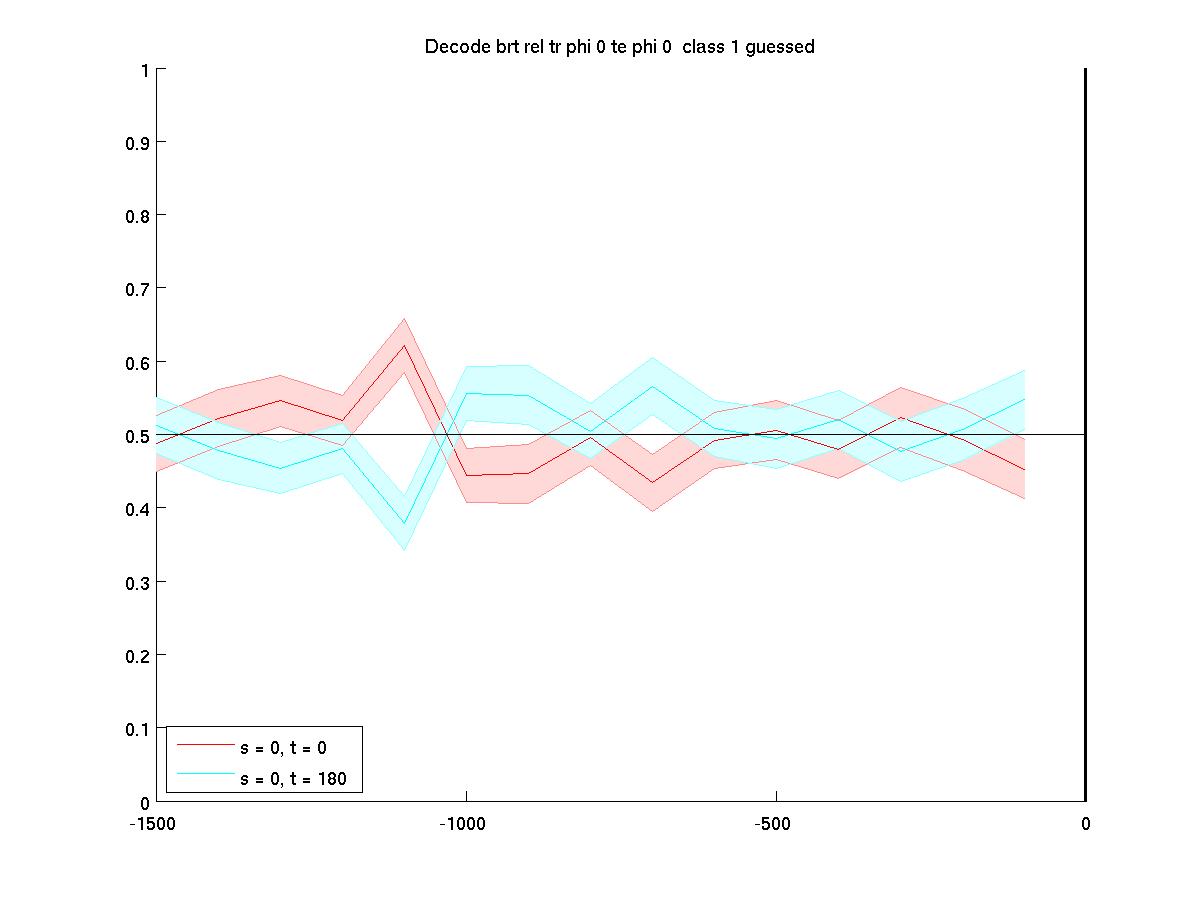 Decode brt rel tr phi 0 te phi 0  class 1 guessed
1
0.9
0.8
0.7
0.6
0.5
0.4
0.3
0.2
0.1
0
s = 0, t = 0
s = 0, t = 180
-1500 -1000 -500 0